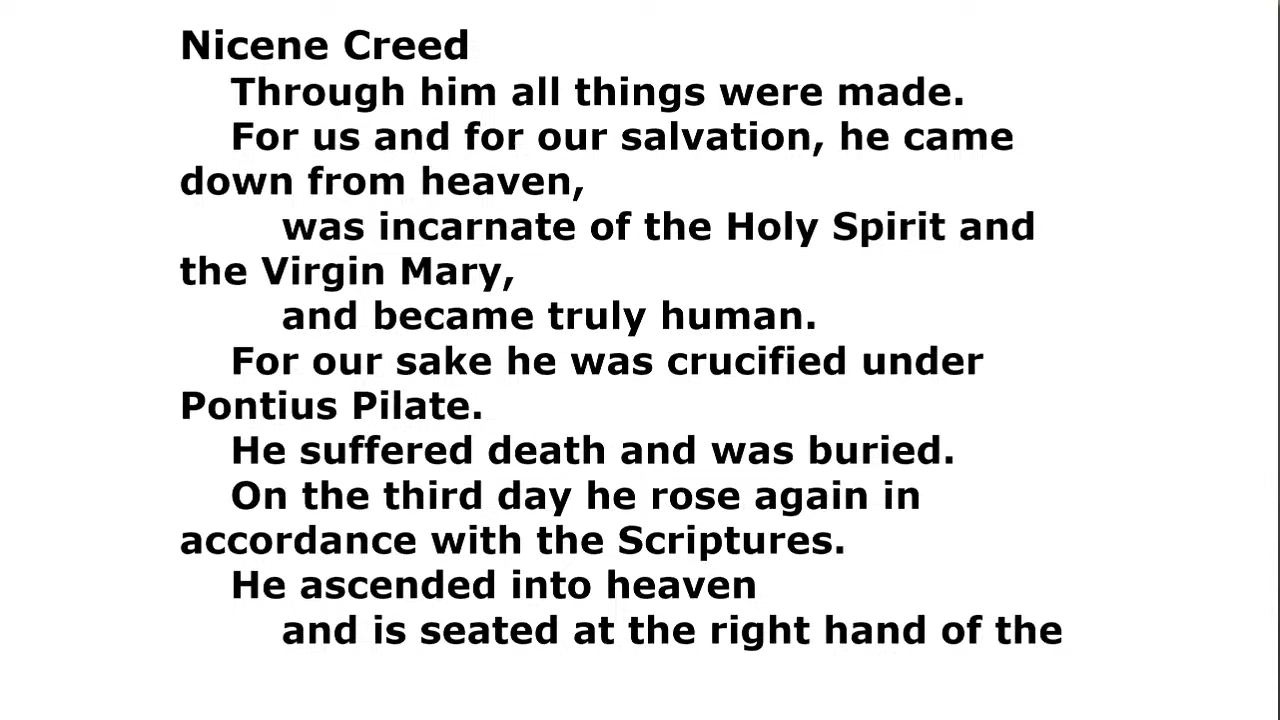 Nicene Creed
Through him all things were made.
For us and for our salvation, he came
down from heaven,
was incarnate of the Holy Spirit and
the Virgin Mary,
and became truly human.
For our sake he was crucified under
Pontius Pilate.
He suffered death and was buried.
On the third day he rose again in
accordance with the Scriptures.
He ascended into heaven
and is seated at the right hand of the